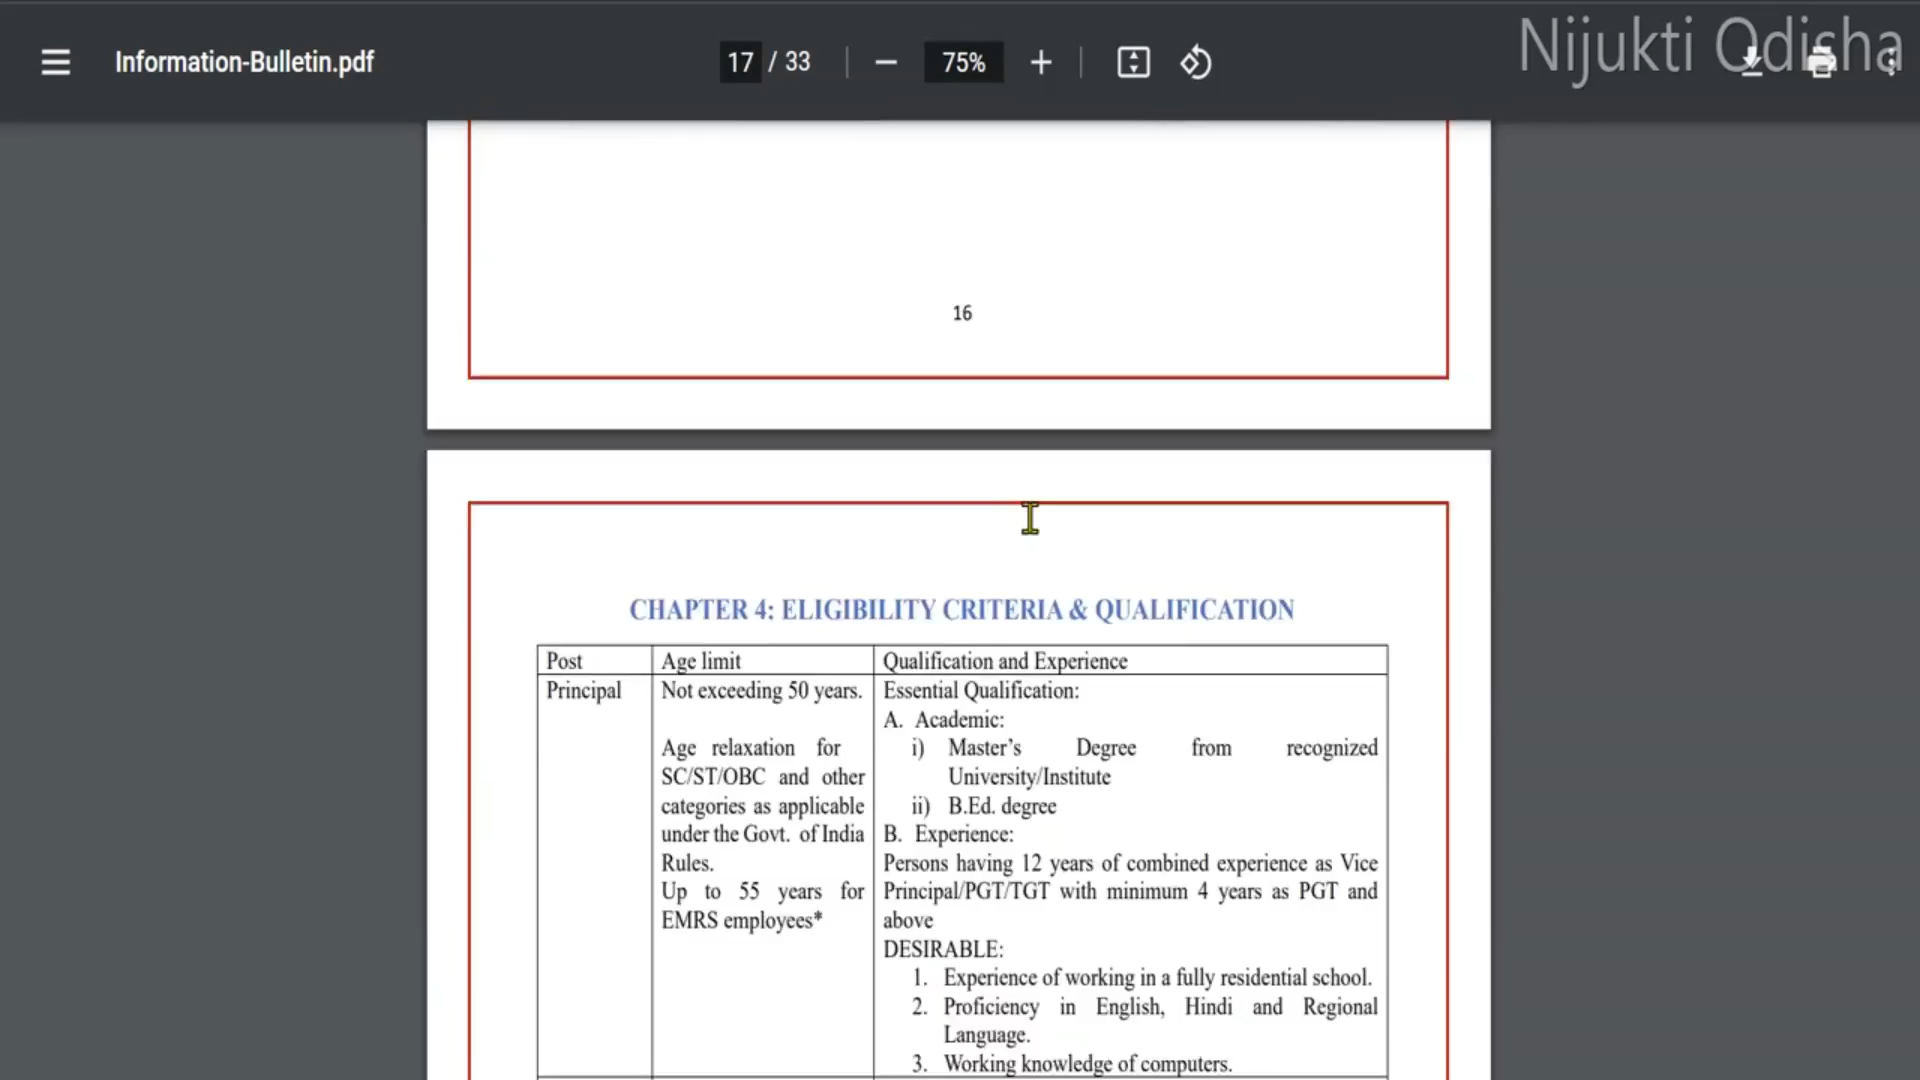 Information-Bulletin.pdf
17 / 33
75%
Nijukti Odisha
16
CHAPTER 4: ELIGIBILITY CRITERIA & QUALIFICATION
Post
Age limit
Qualification and Experience
Principal
Not exceeding 50 years.
Age relaxation for
SC/ST/OBC and other
categories as applicable
under the Govt. of India
Rules.
Up to 55 years for
EMRS employees*
Essential Qualification:
A. Academic:
i) Master's Degree from recognized
University/Institute
ii) B.Ed. degree
B. Experience:
Persons having 12 years of combined experience as Vice
Principal/PGT/TGT with minimum 4 years as PGT and
above
DESIRABLE:
1. Experience of working in a fully residential school.
2. Proficiency in English, Hindi and Regional
Language.
3. Working knowledge of computers.